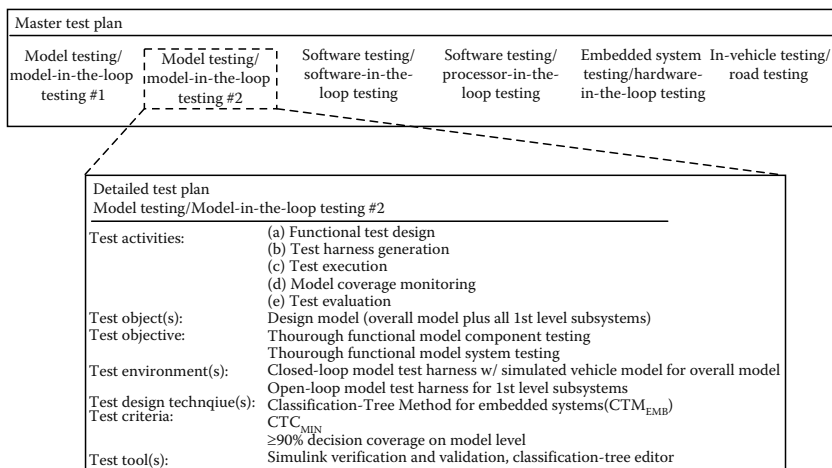 Master test plan
Model testing/
model-in-the-loop
testing #1
Model testing/
model-in-the-loop
testing #2
Software testing/
software-in-the-
loop testing
Software testing/
processor-in-the-
loop testing
Embedded system
testing/hardware-
in-the-loop testing
In-vehicle testing/
road testing
Detailed test plan
Model testing/Model-in-the-loop testing #2
Test activities:
(a) Functional test design
(b) Test harness generation
(c) Test execution
(d) Model coverage monitoring
(e) Test evaluation
Test object(s): Design model (overall model plus all 1st level subsystems)
Test objective: Thourough functional model component testing
Thourough functional model system testing
Test environment(s): Closed-loop model test harness w/ simulated vehicle model for overall model
Open-loop model test harness for 1st level subsystems
Test design technqiue(s): Classification-Tree Method for embedded systems(CTM_EMB)
Test criteria: CTC_MIN
≥90% decision coverage on model level
Test tool(s): Simulink verification and validation, classification-tree editor